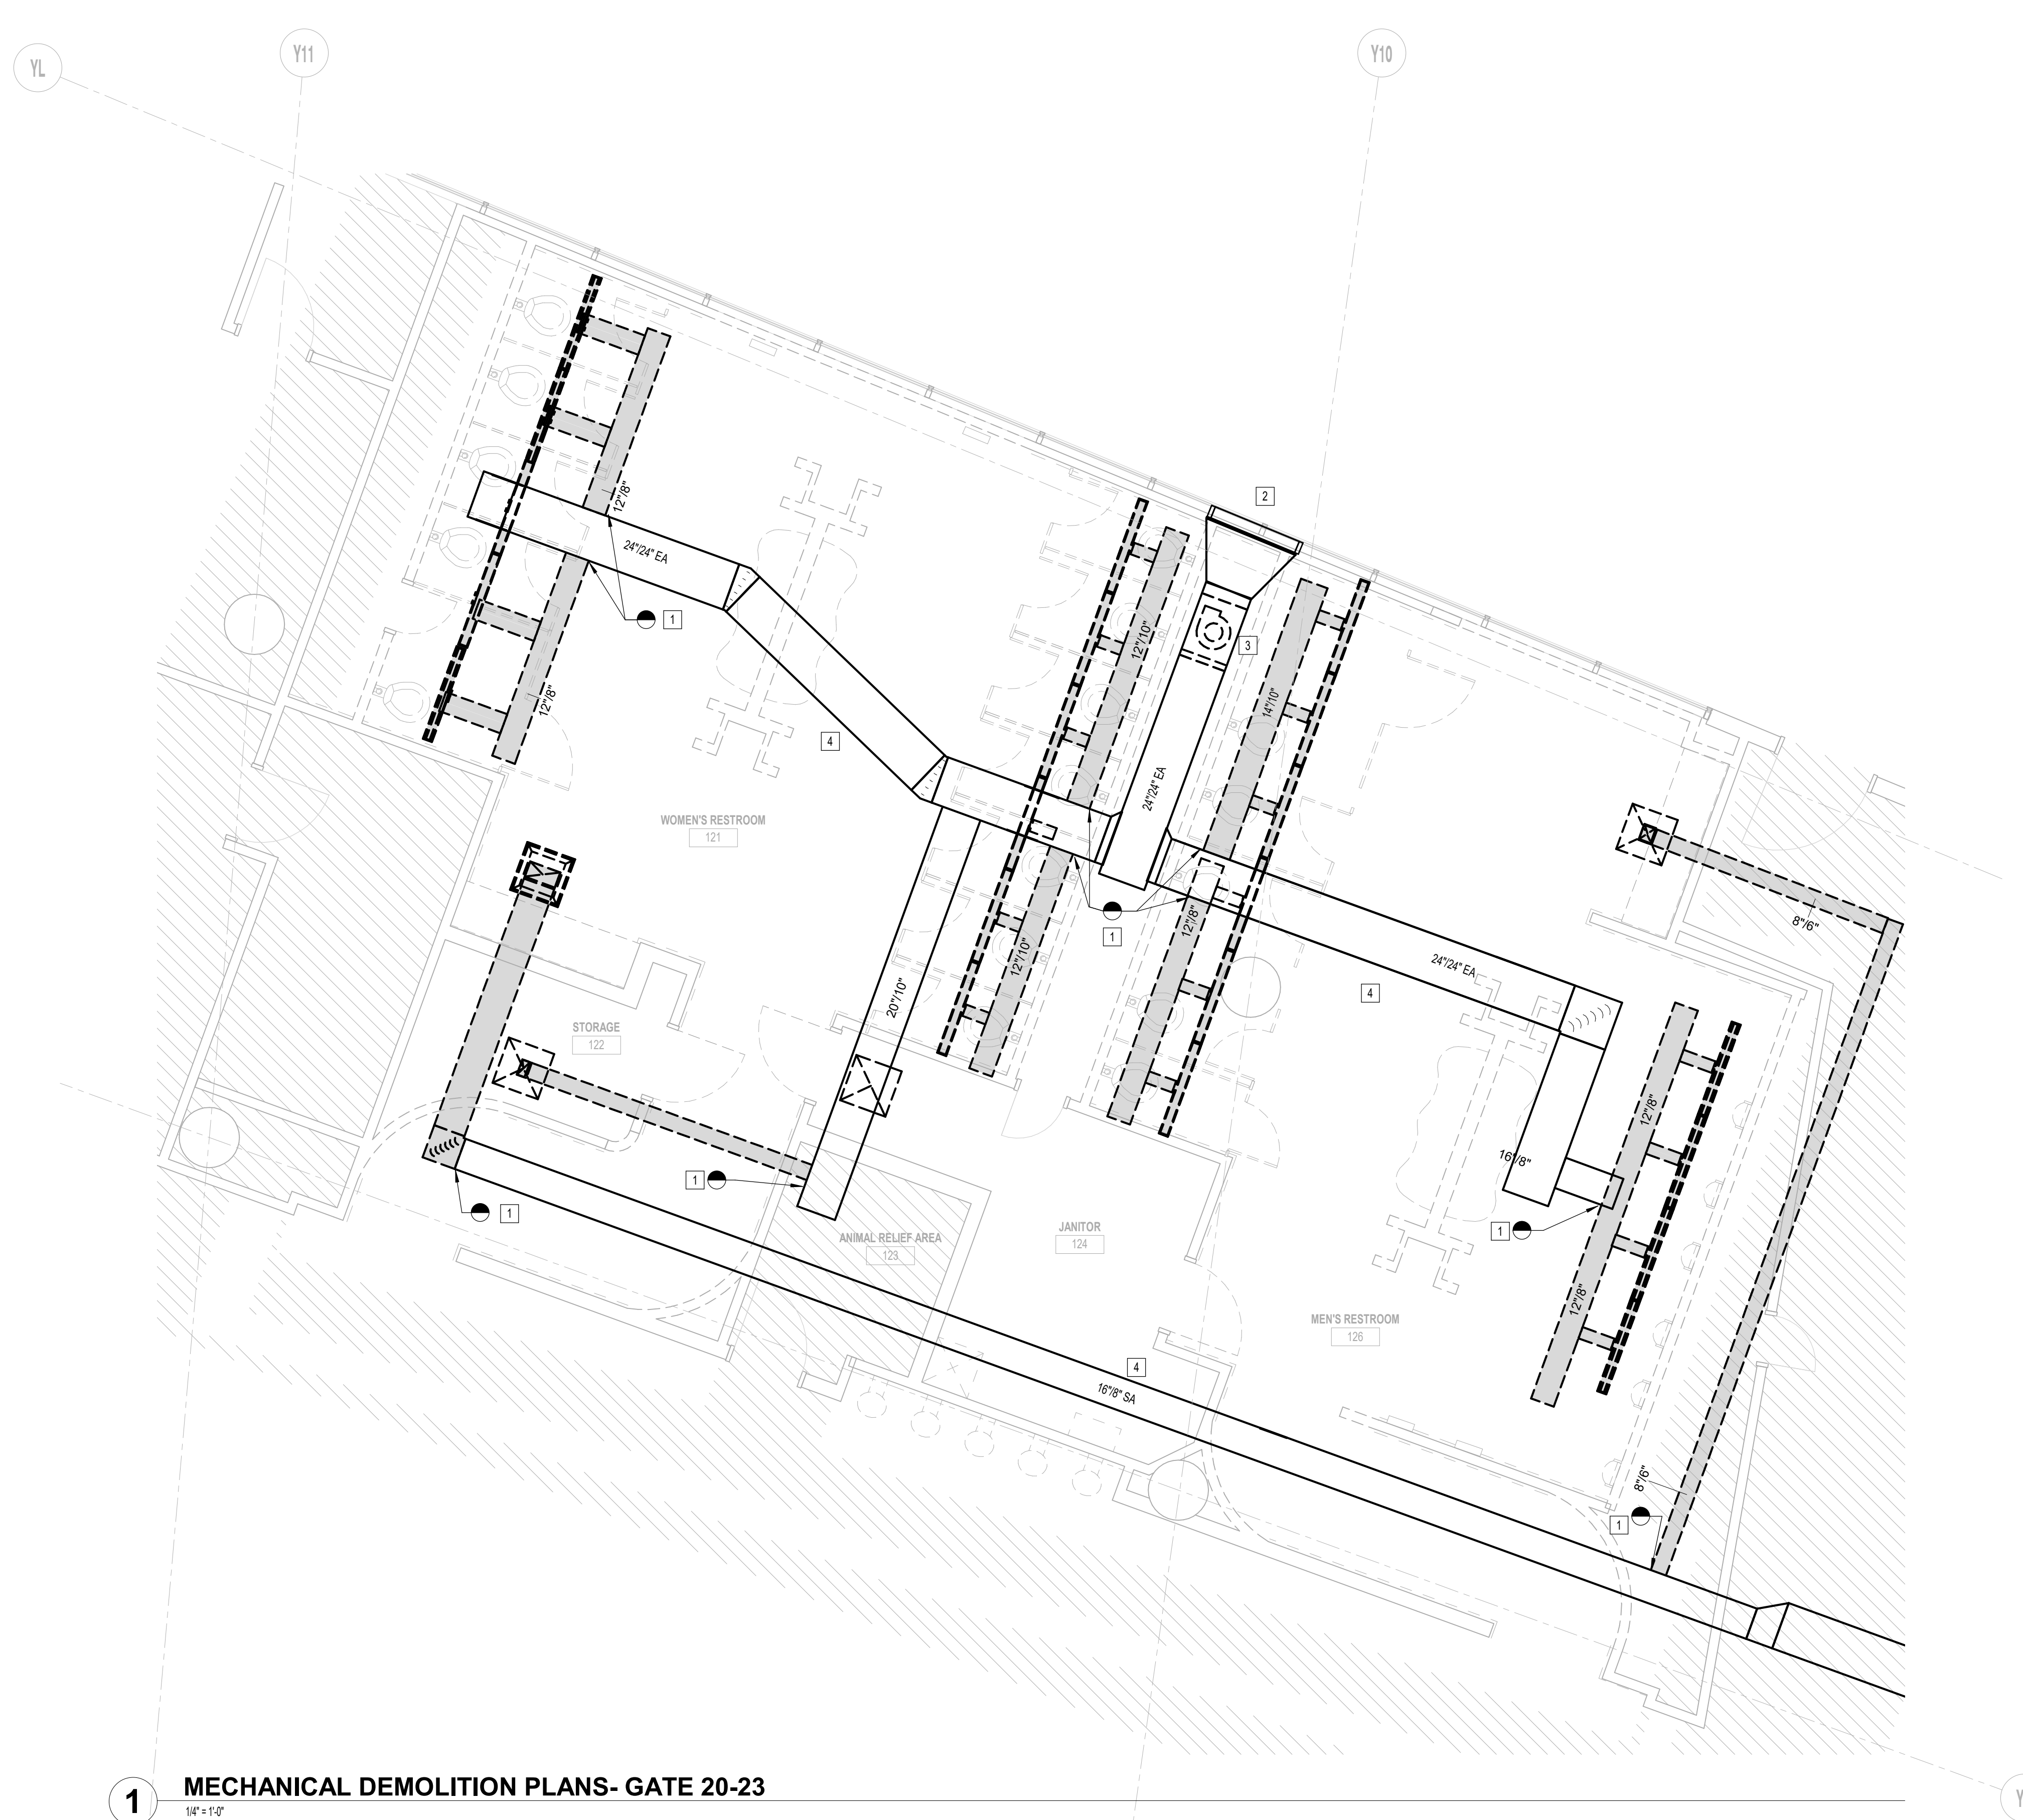 YL
Y11
Y10
2
12"/8"
24"/24" EA
1
3
12"/10"
14"/10"
12"/8"
4
24"/24" EA
WOMEN'S RESTROOM
121
8"/6"
12"/8"
1
12"/10"
24"/24" EA
4
20"/10"
STORAGE
122
12"/8"
16"/8"
1
1
ANIMAL RELIEF AREA
123
JANITOR
124
1
12"/8"
MEN'S RESTROOM
126
4
16"/8" SA
8"/6"
1
1
MECHANICAL DEMOLITION PLANS- GATE 20-23
1/4" = 1'-0"